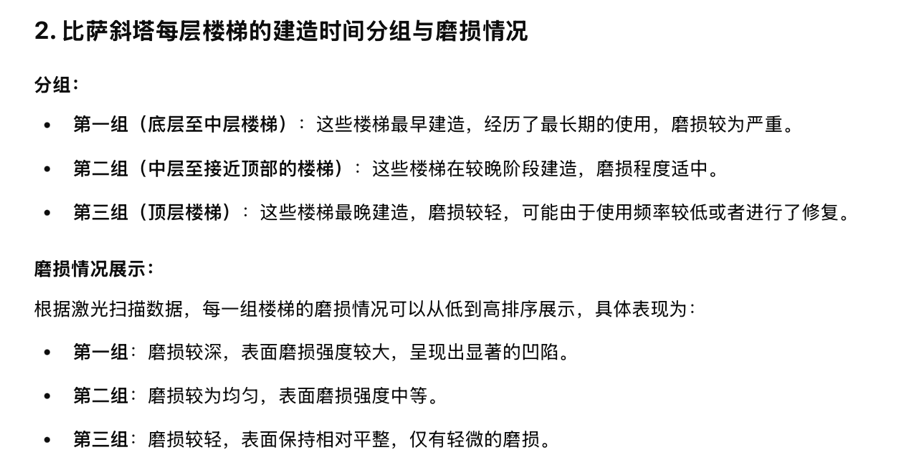 2. 比萨斜塔每层楼梯的建造时间分组与磨损情况
分组：
• 第一组（底层至中层楼梯）：这些楼梯最早建造，经历了最长期的使用，磨损较为严重。
• 第二组（中层至接近顶部的楼梯）：这些楼梯在较晚阶段建造，磨损程度适中。
• 第三组（顶层楼梯）：这些楼梯最晚建造，磨损较轻，可能由于使用频率较低或者进行了修复。
磨损情况展示：
根据激光扫描数据，每一组楼梯的磨损情况可以从低到高排序展示，具体表现为：
• 第一组：磨损较深，表面磨损强度较大，呈现出显著的凹陷。
• 第二组：磨损较为均匀，表面磨损强度中等。
• 第三组：磨损较轻，表面保持相对平整，仅有轻微的磨损。